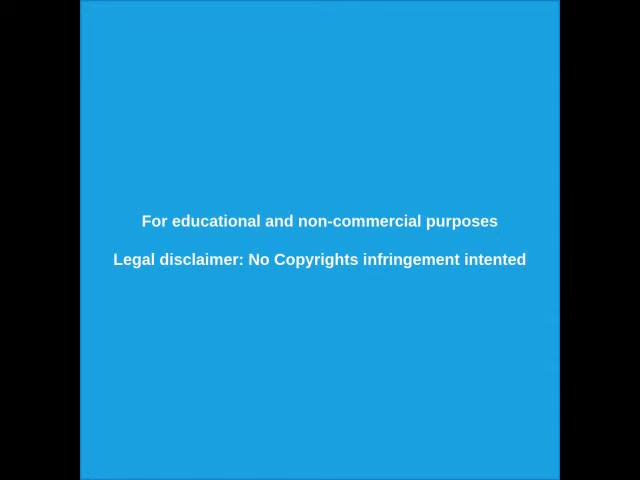 For educational and non-commercial purposes
Legal disclaimer: No Copyrights infringement intented